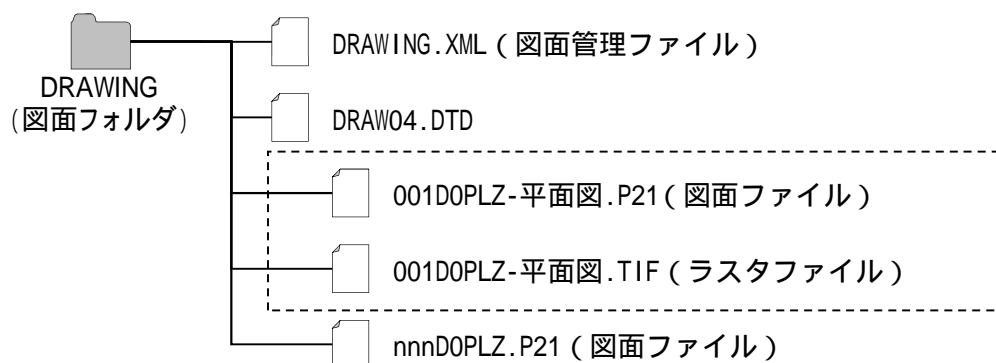 DRAWING.XML(図面管理ファイル)
DRAWING
(図面フォルダ)
DRAW04.DTD
001D0PLZ-平面図.P21(図面ファイル)
001D0PLZ-平面図.TIF(ラスタファイル)
nnnD0PLZ.P21(図面ファイル)